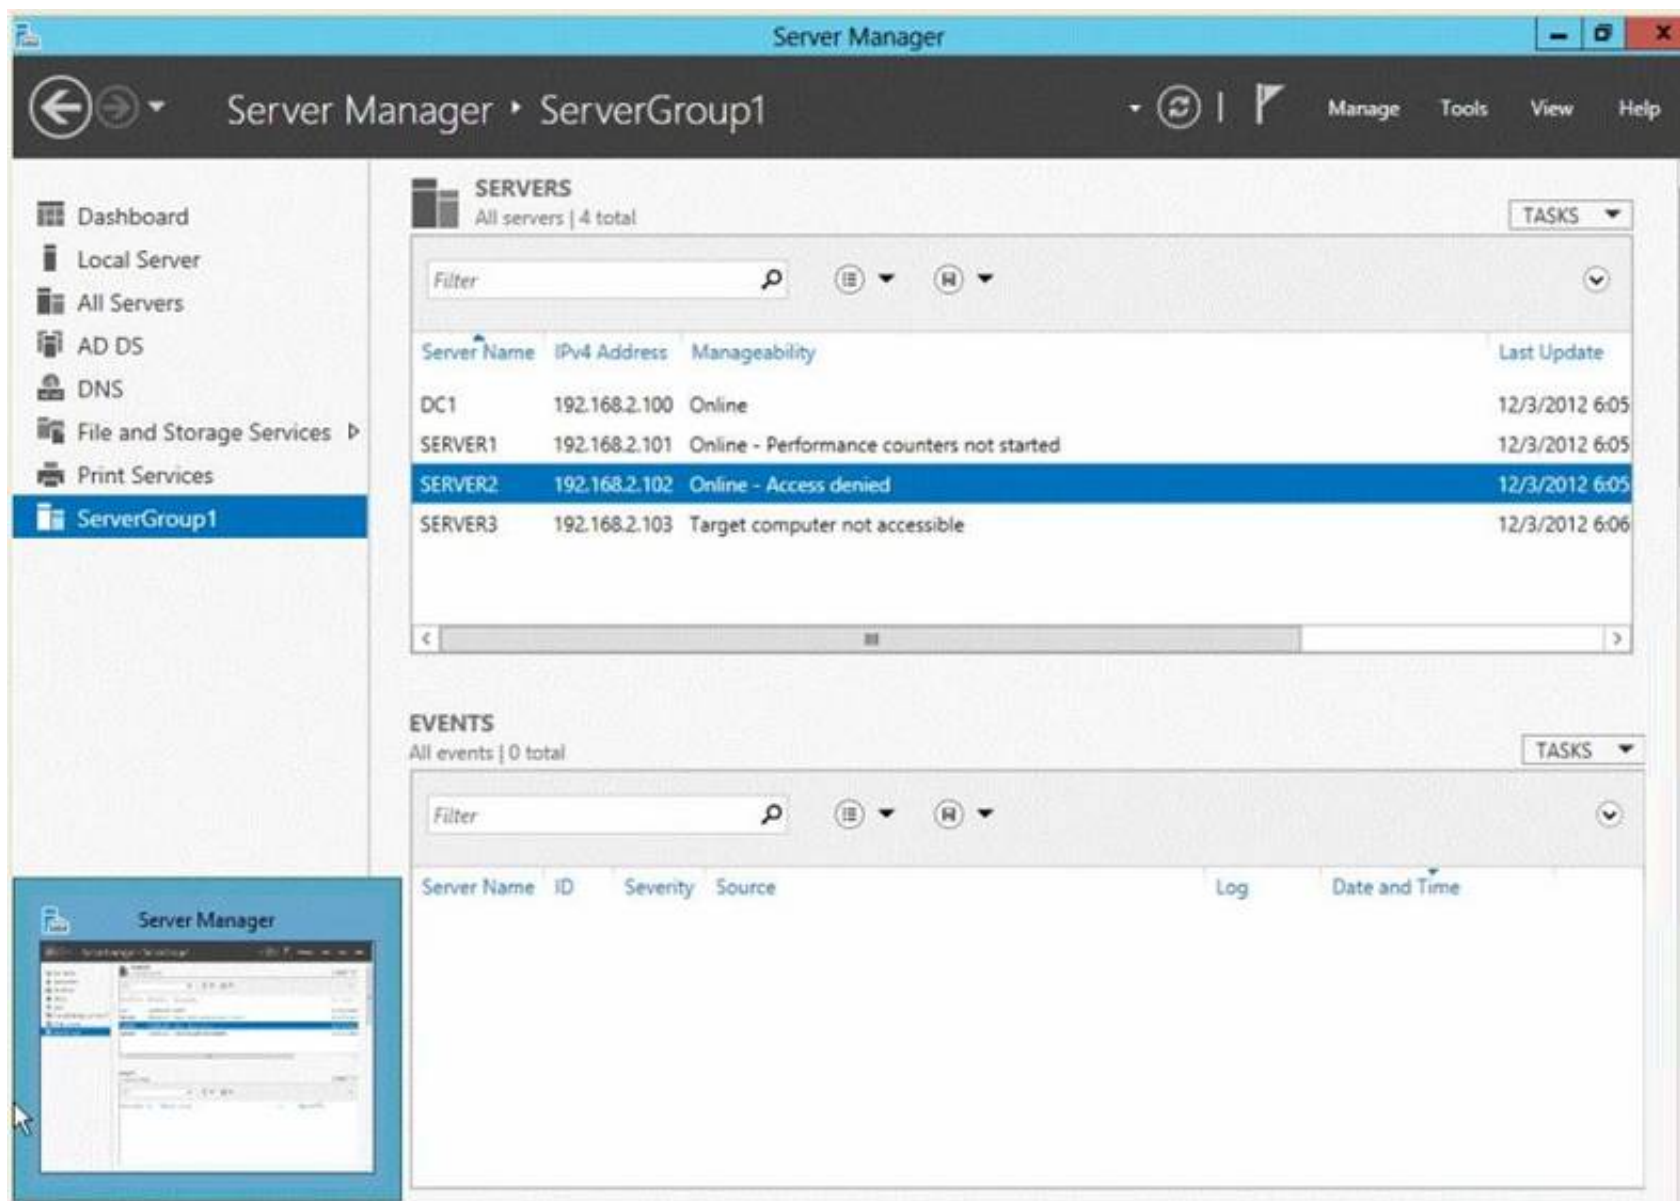 Server Manager
Server Manager ‣ ServerGroup1
Manage Tools View Help
Dashboard
Local Server
All Servers
AD DS
DNS
File and Storage Services
Print Services
ServerGroup1
SERVERS
All servers | 4 total
TASKS
Filter
Server Name IPv4 Address Manageability Last Update
DC1 192.168.2.100 Online 12/3/2012 6:05
SERVER1 192.168.2.101 Online - Performance counters not started 12/3/2012 6:05
SERVER2 192.168.2.102 Online - Access denied 12/3/2012 6:05
SERVER3 192.168.2.103 Target computer not accessible 12/3/2012 6:06
EVENTS
All events | 0 total
TASKS
Filter
Server Name ID Severity Source Log Date and Time
Server Manager